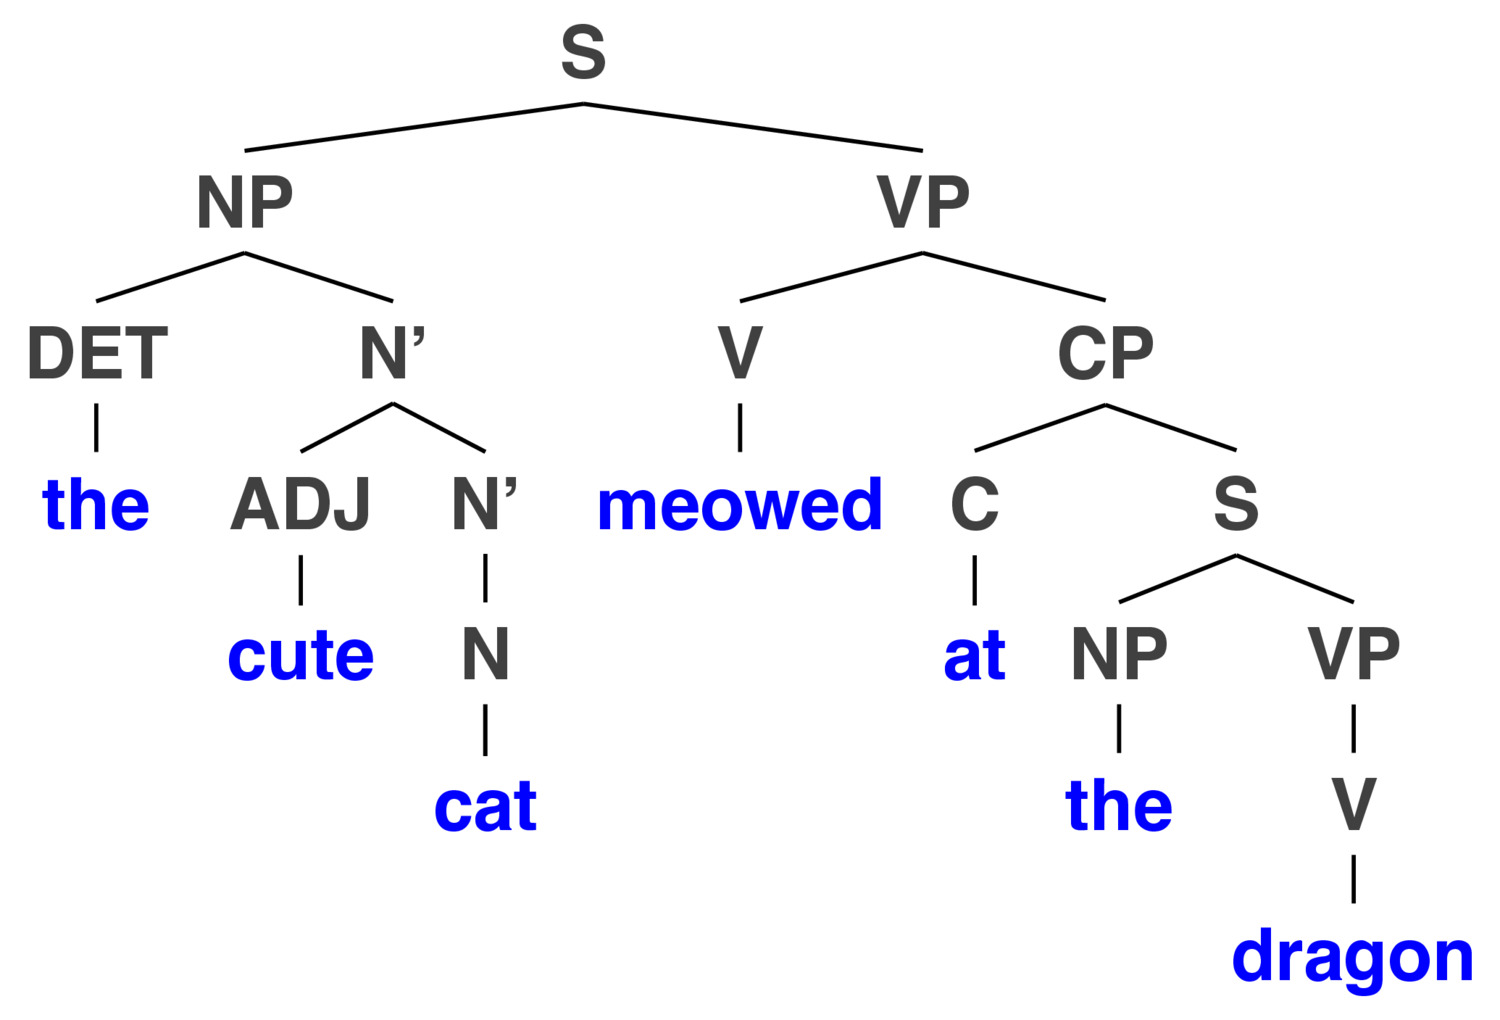 S
NP VP
DET N’ V CP
the ADJ N’ meowed C S
cute N at NP VP
cat the V
dragon